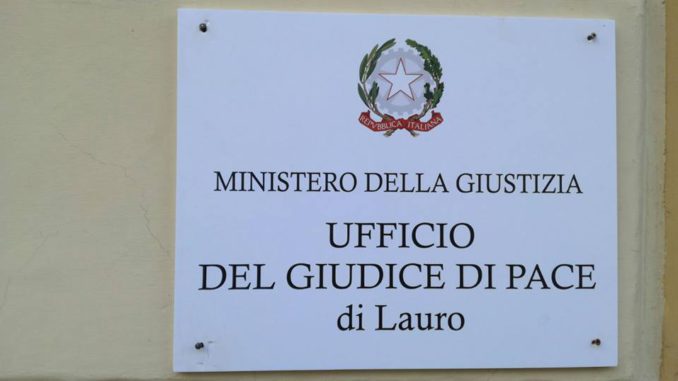 REPVBBLICA ITALIANA
MINISTERO DELLA GIUSTIZIA
UFFICIO
DEL GIUDICE DI PACE
di Lauro